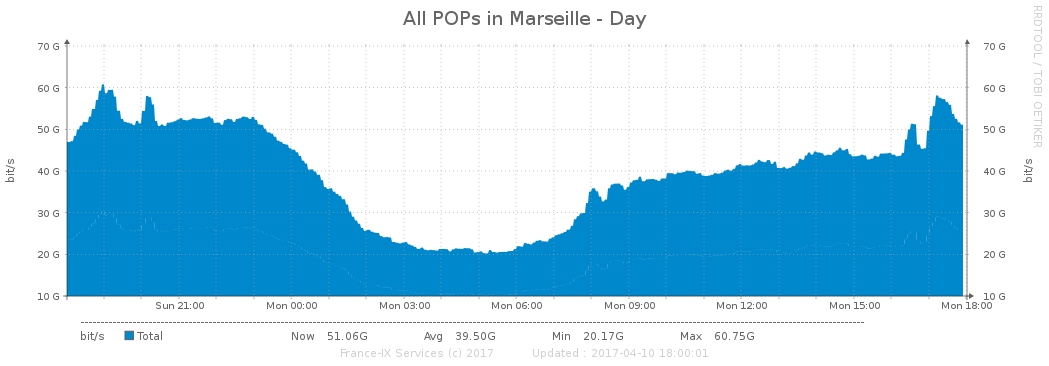 All POPs in Marseille - Day
RRDTOOL / TOBI OETIKER
bit/s
70 G 70 G
60 G 60 G
50 G 50 G
40 G 40 G
30 G 30 G
20 G 20 G
10 G 10 G
bit/s
Sun 21:00 Mon 00:00 Mon 03:00 Mon 06:00 Mon 09:00 Mon 12:00 Mon 15:00 Mon 18:00
bit/s Total Now 51.06G Avg 39.50G Min 20.17G Max 60.75G
France-IX Services (c) 2017 Updated : 2017-04-10 18:00:01